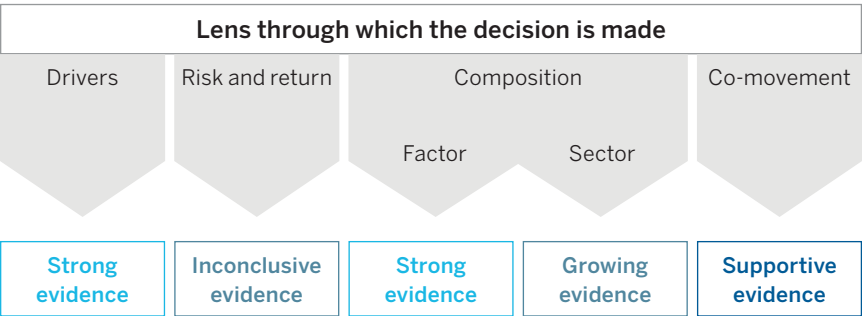 Lens through which the decision is made
Drivers
Risk and return
Composition
Co-movement
Factor
Sector
Strong
evidence
Inconclusive
evidence
Strong
evidence
Growing
evidence
Supportive
evidence